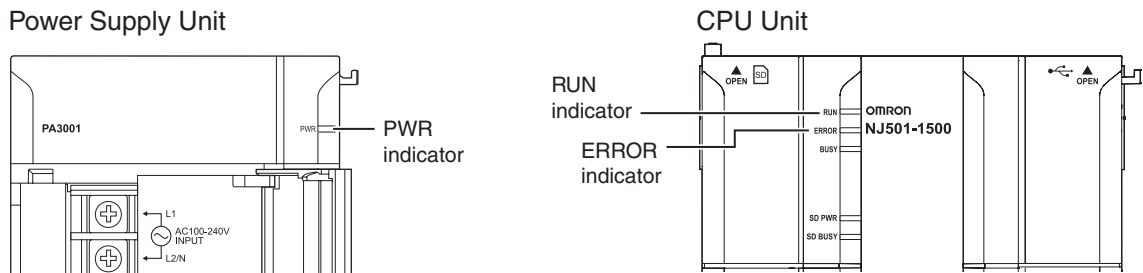 Power Supply Unit
PA3001
PWR
PWR
indicator
L1
AC100-240V
INPUT
L2/N
CPU Unit
RUN
indicator
ERROR
indicator
OPEN
SD
OPEN
RUN
OMRON
ERROR
NJ501-1500
BUSY
SD PWR
SD BUSY